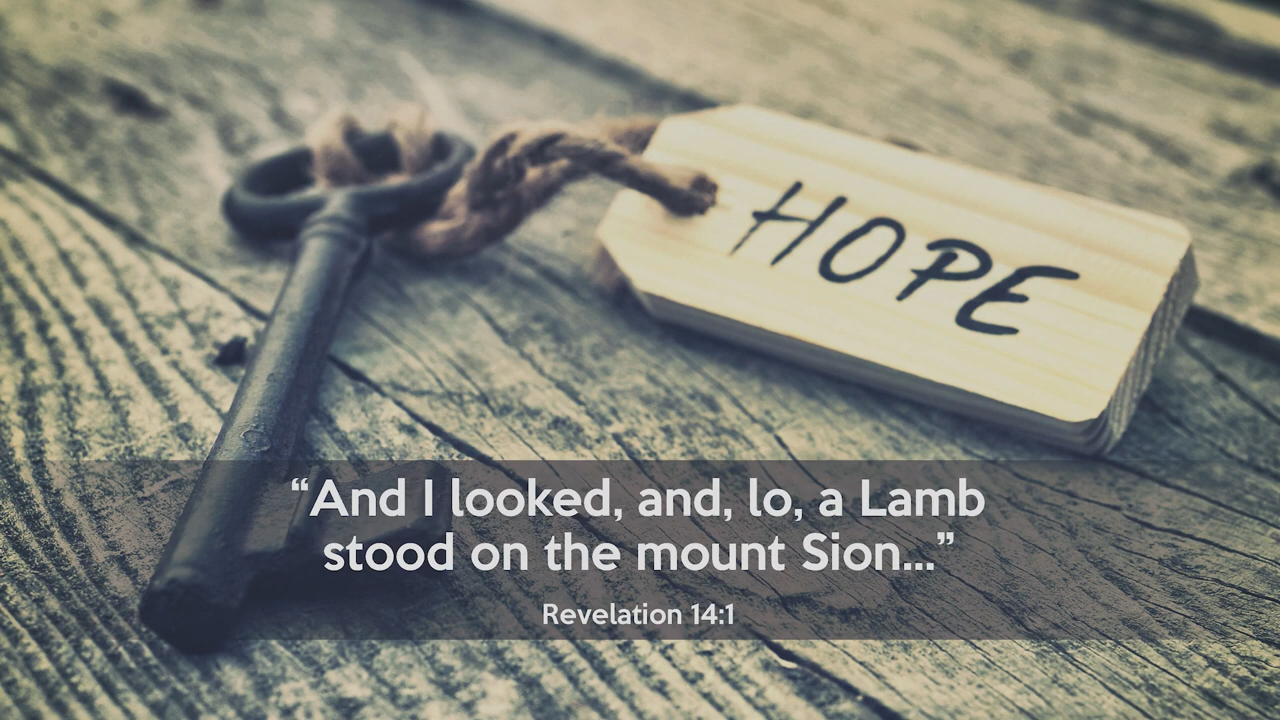 HOPE
“And I looked, and, lo, a Lamb
stood on the mount Sion...”
Revelation 14:1